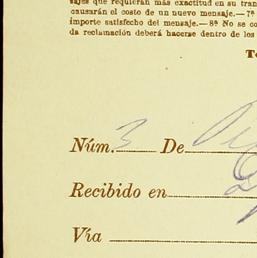 sajes que requieran más exactitud en su tran
causarán el costo de un nuevo mensaje.—7ª
importe satisfecho del mensaje.—8ª No se co
da reclamación deberá hacerse dentro de los
T
Núm. 3 De
Recibido en
Vía